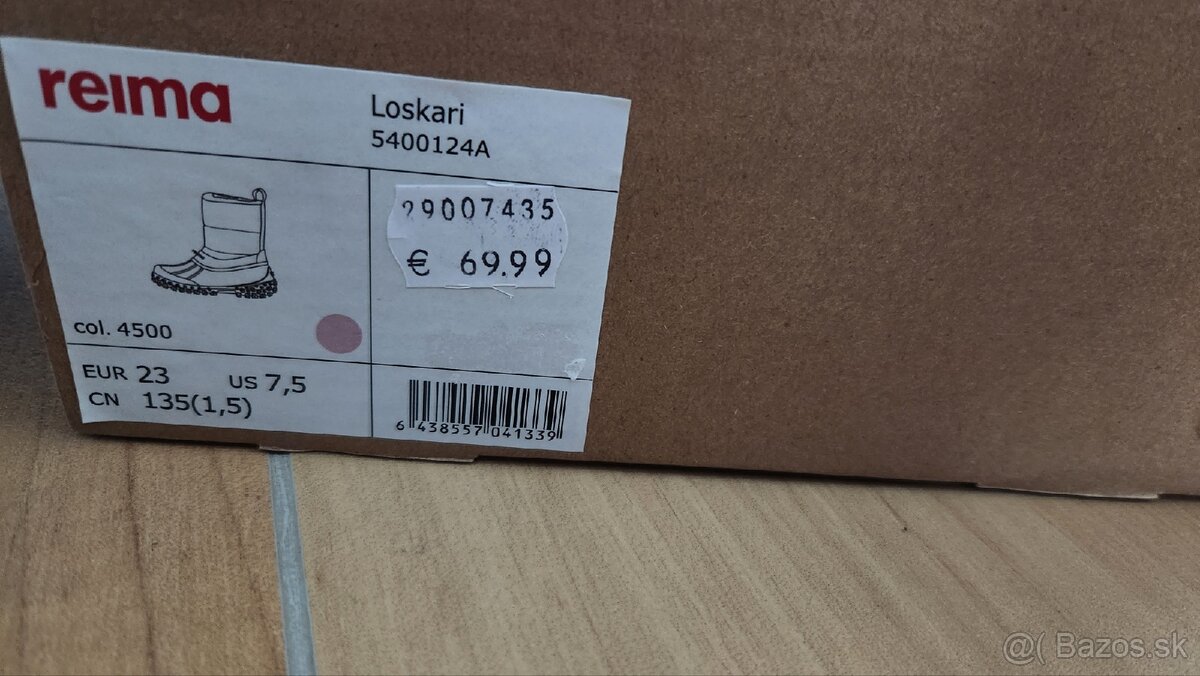 reima
Loskari
5400124A
29007435
€ 69.99
col. 4500
EUR 23 US 7,5
CN 135(1,5)
6 438557 041339
@( Bazos.sk